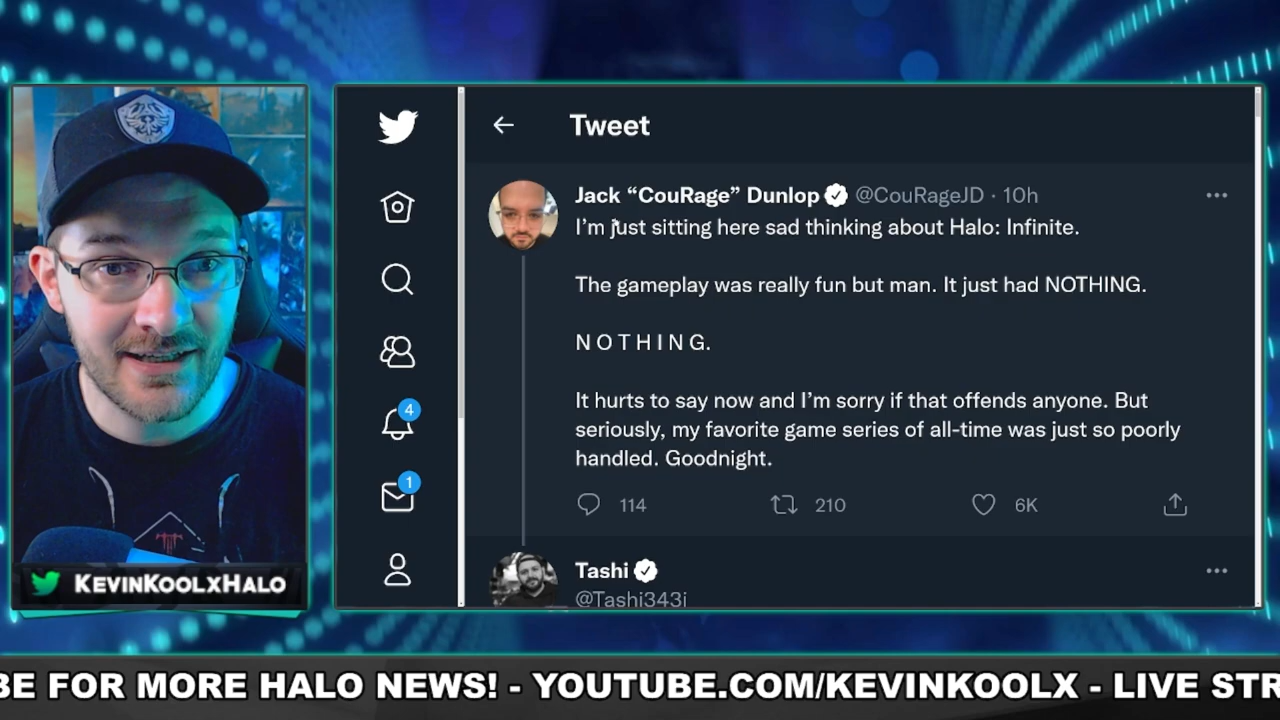 Tweet
Jack “CouRage” Dunlop @CouRageJD · 10h
I’m just sitting here sad thinking about Halo: Infinite.
The gameplay was really fun but man. It just had NOTHING.
N O T H I N G.
It hurts to say now and I’m sorry if that offends anyone. But
seriously, my favorite game series of all-time was just so poorly
handled. Goodnight.
114 210 6K
4
1
Tashi
@Tashi343i
KEVINKOOLXHALO
BE FOR MORE HALO NEWS! - YOUTUBE.COM/KEVINKOOLX - LIVE STR